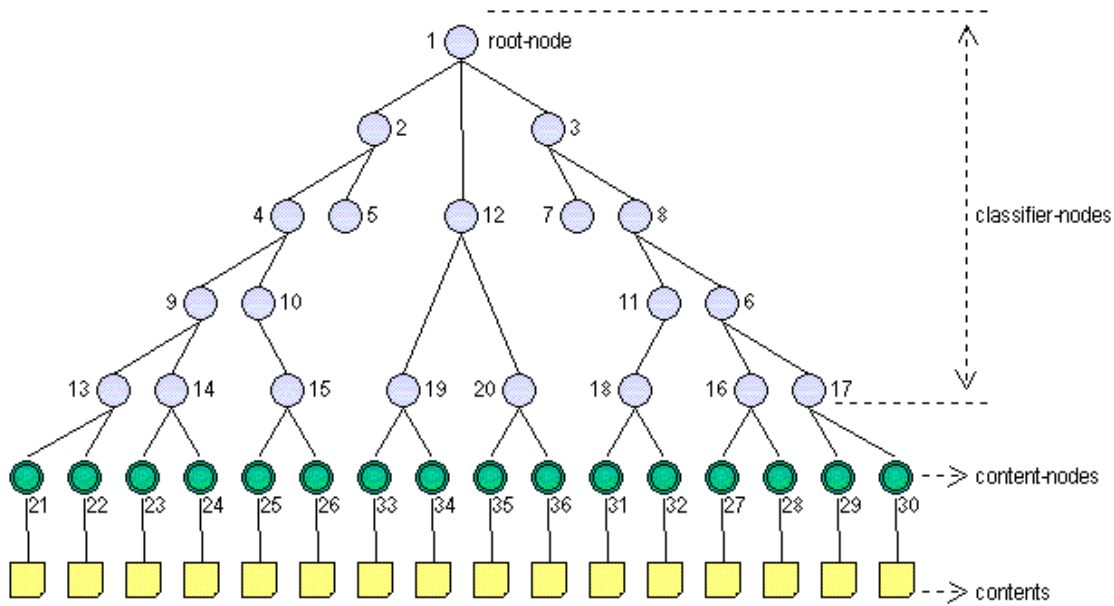 1 root-node
2 3
4 5 12 7 8 classifier-nodes
9 10 11 6
13 14 15 19 20 18 16 17
content-nodes
21 22 23 24 25 26 33 34 35 36 31 32 27 28 29 30
contents